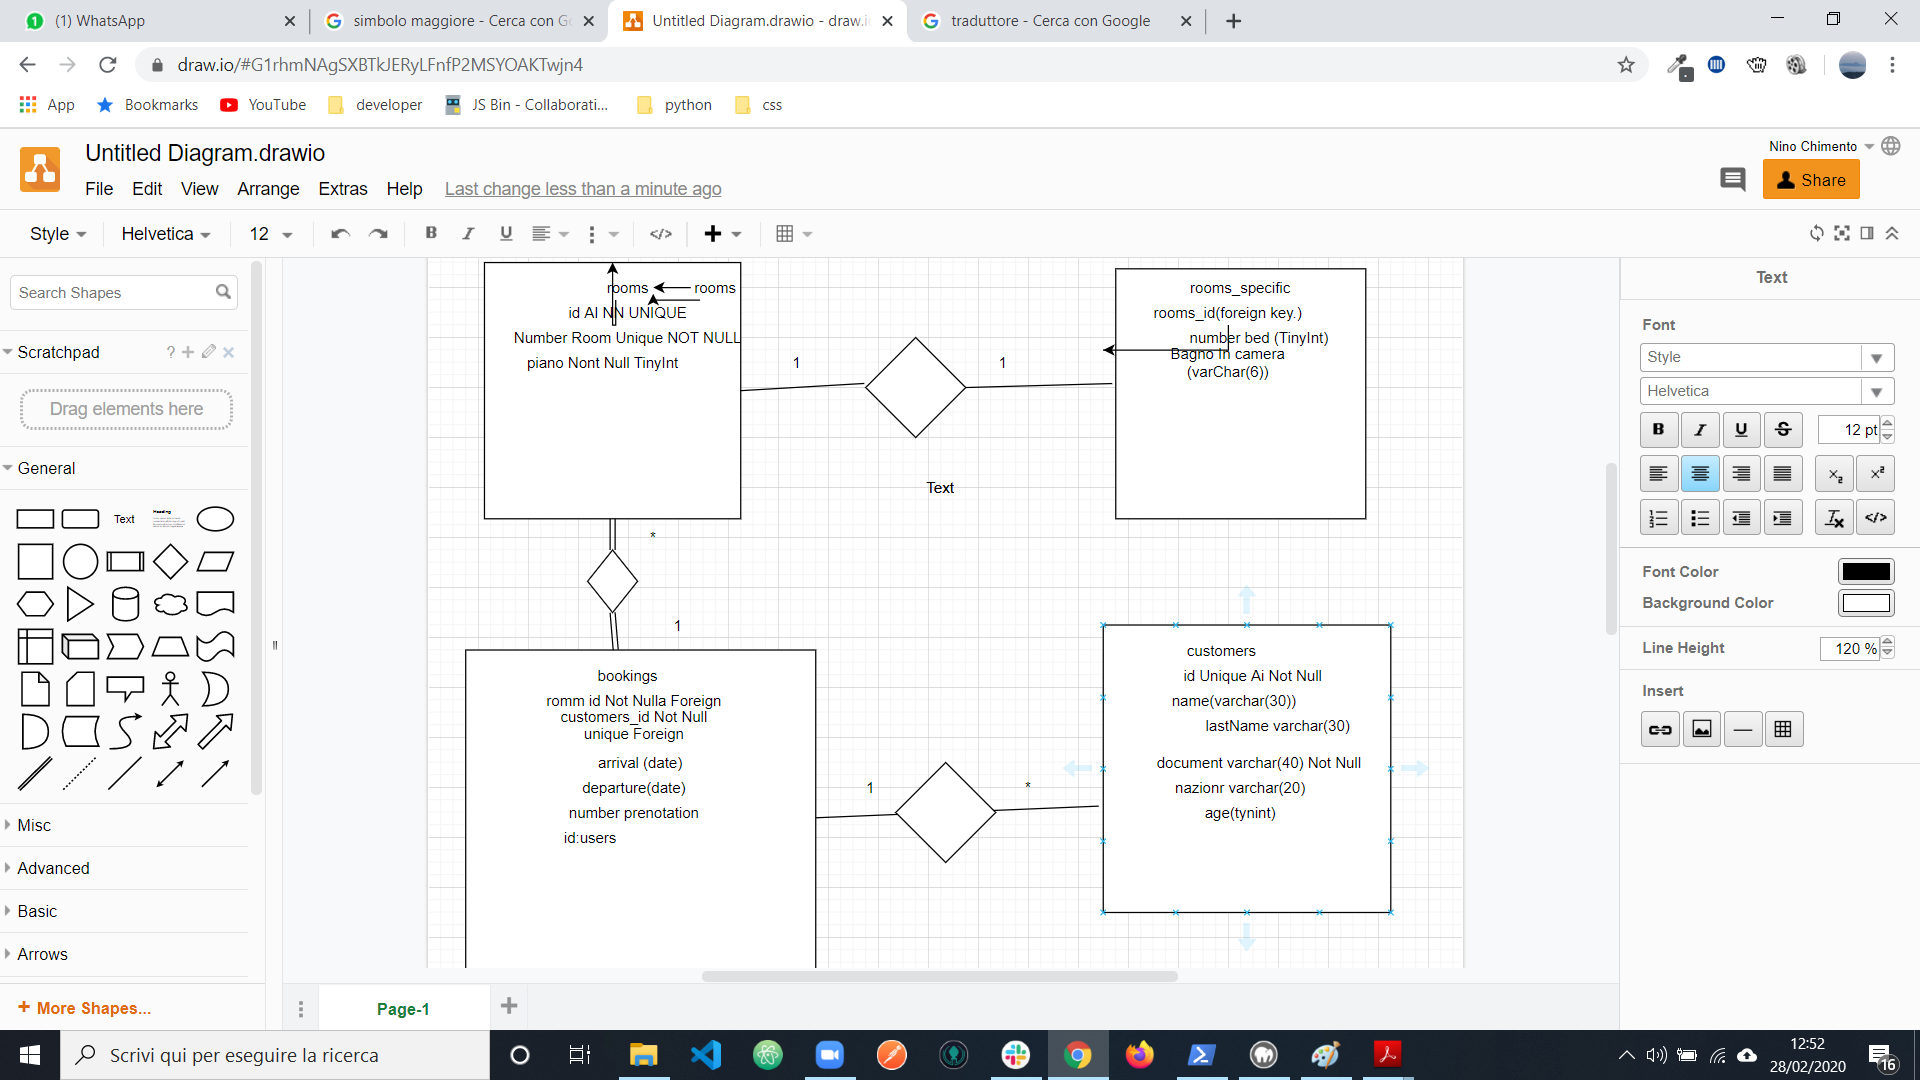 (1) WhatsApp
simbolo maggiore - Cerca con G
Untitled Diagram.drawio - draw.i
traduttore - Cerca con Google
draw.io/#G1rhmNAgSXBTkJERyLFnfP2MSYOAKTwjn4
App
Bookmarks
YouTube
developer
JS Bin - Collaborati...
python
css
Untitled Diagram.drawio
Nino Chimento
File Edit View Arrange Extras Help Last change less than a minute ago
Share
Style
Helvetica
12
B I U
</>
Search Shapes
Scratchpad
?
Drag elements here
General
Text
Heading
Misc
Advanced
Basic
Arrows
+ More Shapes...
rooms
rooms
id AI NN UNIQUE
Number Room Unique NOT NULL
piano Nont Null TinyInt
1
1
rooms_specific
rooms_id(foreign key.)
number bed (TinyInt)
Bagno In camera
(varChar(6))
Text
*
1
bookings
romm id Not Nulla Foreign
customers_id Not Null
unique Foreign
arrival (date)
departure(date)
number prenotation
id:users
1
*
customers
id Unique Ai Not Null
name(varchar(30))
lastName varchar(30)
document varchar(40) Not Null
nazionr varchar(20)
age(tynint)
Page-1
Text
Font
Style
Helvetica
B I U S
12 pt
Font Color
Background Color
Line Height
120 %
Insert
Scrivi qui per eseguire la ricerca
12:52
28/02/2020
16